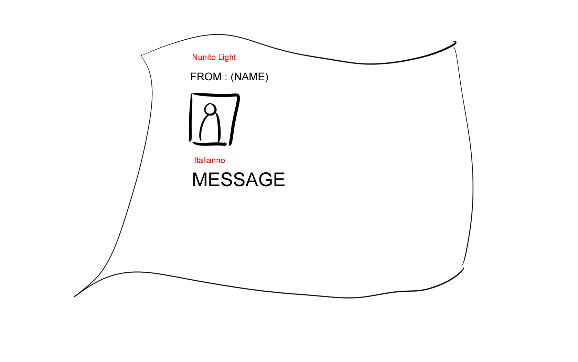 Nunito Light
FROM : (NAME)
Italianno
MESSAGE